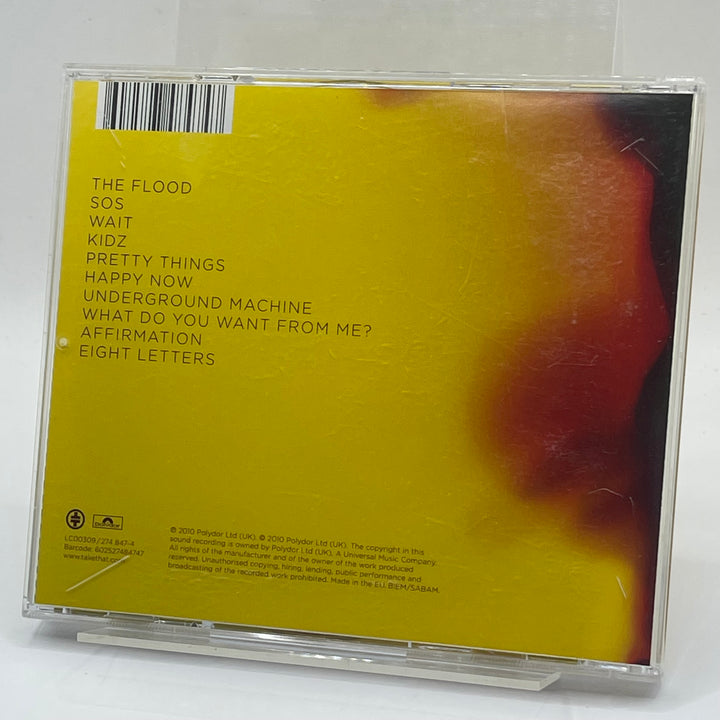 THE FLOOD
SOS
WAIT
KIDZ
PRETTY THINGS
HAPPY NOW
UNDERGROUND MACHINE
WHAT DO YOU WANT FROM ME?
AFFIRMATION
EIGHT LETTERS
LC00309 / 274 847-4
Barcode: 602527484747
www.takethat.com
℗ 2010 Polydor Ltd (UK). © 2010 Polydor Ltd (UK). The copyright in this
sound recording is owned by Polydor Ltd (UK). A Universal Music Company.
All rights of the manufacturer and of the owner of the work produced
reserved. Unauthorised copying, hiring, lending, public performance and
broadcasting of the recorded work prohibited. Made in the EU. BIEM/SABAM.